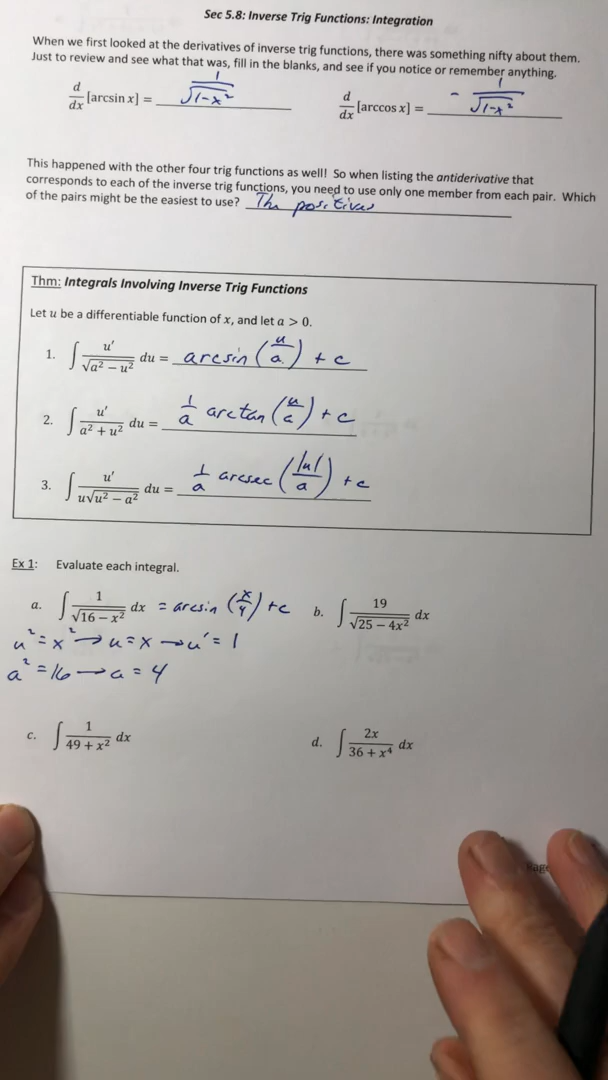 Sec 5.8: Inverse Trig Functions: Integration
When we first looked at the derivatives of inverse trig functions, there was something nifty about them.
Just to review and see what that was, fill in the blanks, and see if you notice or remember anything.
d/dx [arcsin x] = 1/√(1-x²)
d/dx [arccos x] = - 1/√(1-x²)
This happened with the other four trig functions as well! So when listing the antiderivative that
corresponds to each of the inverse trig functions, you need to use only one member from each pair. Which
of the pairs might be the easiest to use? The positives
Thm: Integrals Involving Inverse Trig Functions
Let u be a differentiable function of x, and let a > 0.
1. ∫ u'/√(a² − u²) du = arcsin (u/a) + c
2. ∫ u'/(a² + u²) du = 1/a arctan (u/a) + c
3. ∫ u'/(u√(u² − a²)) du = 1/a arcsec (|u|/a) + c
Ex 1: Evaluate each integral.
a. ∫ 1/√(16 − x²) dx = arcsin (x/4) + c
b. ∫ 19/√(25 − 4x²) dx
u² = x² → u = x → u' = 1
a² = 16 → a = 4
c. ∫ 1/(49 + x²) dx
d. ∫ 2x/(36 + x⁴) dx
Page